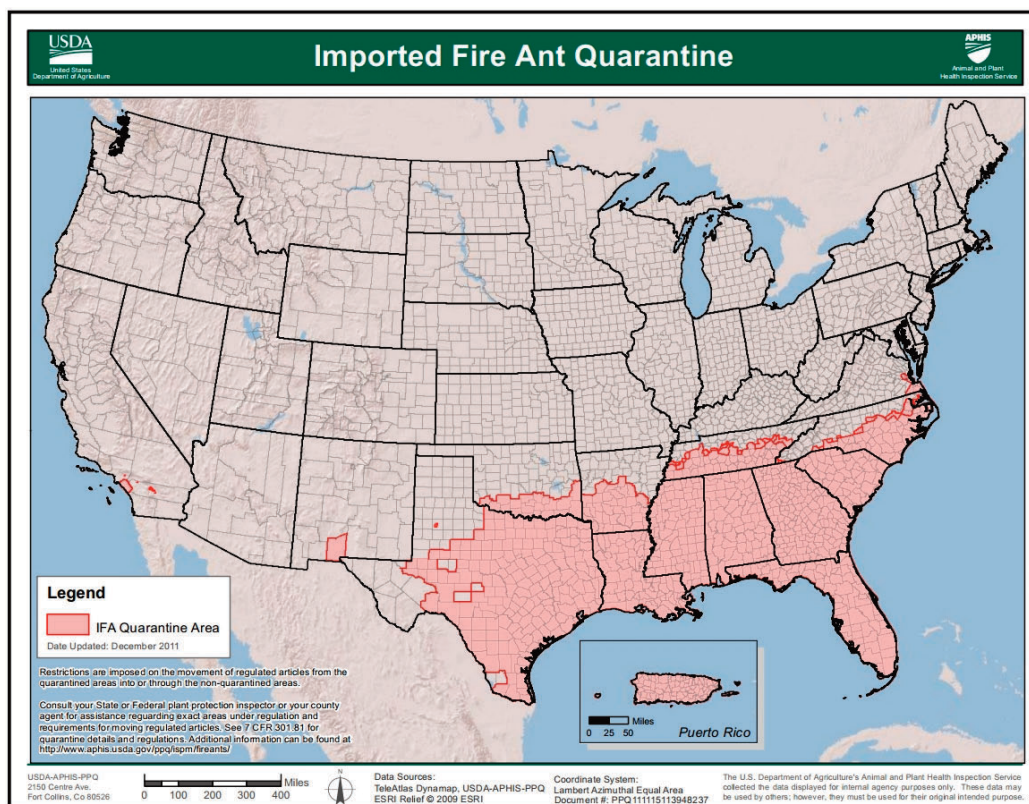 USDA
United States
Department of Agriculture
Imported Fire Ant Quarantine
APHIS
Animal and Plant
Health Inspection Service
Legend
IFA Quarantine Area
Date Updated: December 2011
Restrictions are imposed on the movement of regulated articles from the
quarantined areas into or through the non-quarantined areas.
Consult your State or Federal plant protection inspector or your county
agent for assistance reguarding exact areas under regulation and
requirements for moving regulated articles. See 7 CFR 301.81 for
quarantine details and regulations. Additional information can be found at
http://www.aphis.usda.gov/ppq/ispm/fireants/
Miles
0 25 50
Puerto Rico
USDA-APHIS-PPQ
2150 Centre Ave.
Fort Collins, Co 80526
Miles
0 100 200 300 400
N
Data Sources:
TeleAtlas Dynamap, USDA-APHIS-PPQ
ESRI Relief © 2009 ESRI
Coordinate System:
Lambert Azimuthal Equal Area
Document #: PPQ111115113948237
The U.S. Department of Agriculture's Animal and Plant Health Inspection Service
collected the data displayed for internal agency purposes only. These data may
be used by others; however, they must be used for their original intended purpose.